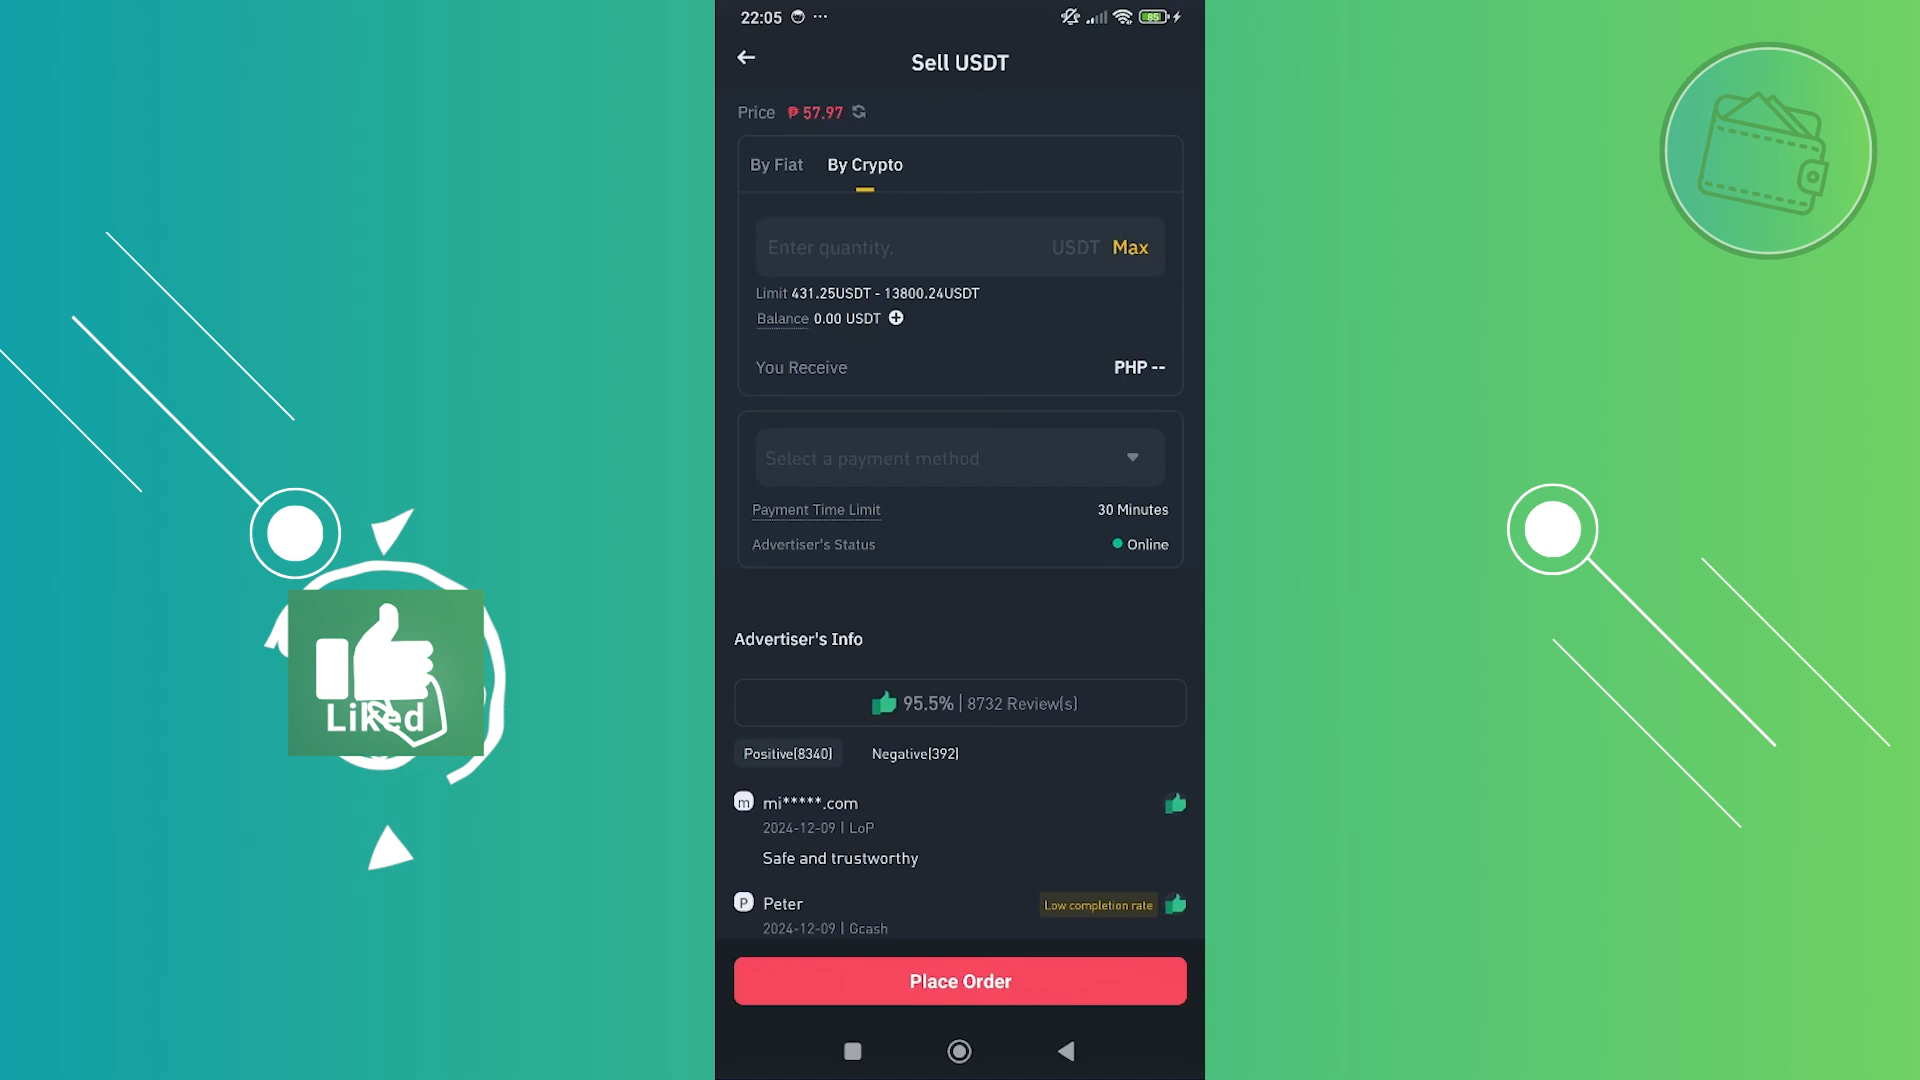 22:05
85
Sell USDT
Price ₱ 57.97
By Fiat By Crypto
Enter quantity. USDT Max
Limit 431.25USDT - 13800.24USDT
Balance 0.00 USDT
You Receive PHP --
Select a payment method
Payment Time Limit 30 Minutes
Advertiser's Status Online
Advertiser's Info
95.5% | 8732 Review(s)
Positive(8340) Negative(392)
m mi*****.com
2024-12-09 | LoP
Safe and trustworthy
P Peter Low completion rate
2024-12-09 | Gcash
Place Order
Liked